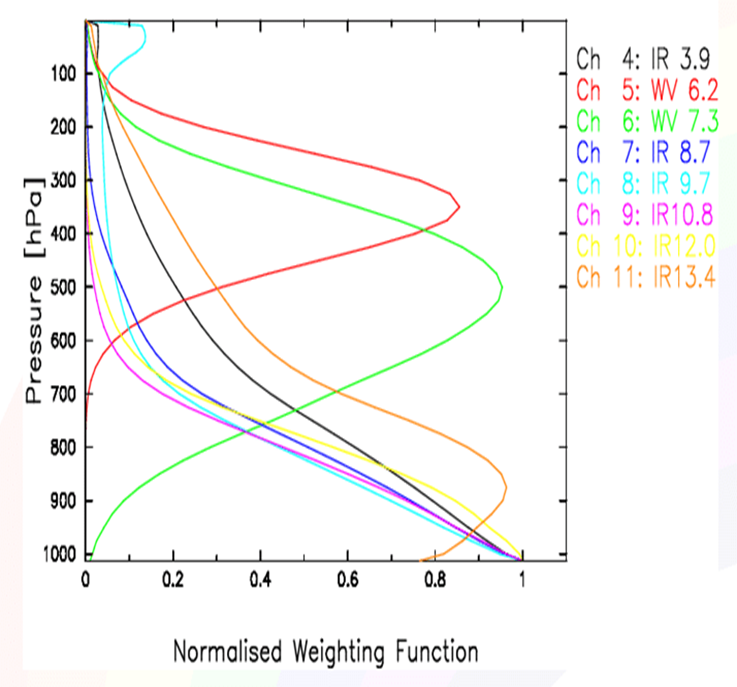 Ch 4: IR 3.9
Ch 5: WV 6.2
Ch 6: WV 7.3
Ch 7: IR 8.7
Ch 8: IR 9.7
Ch 9: IR10.8
Ch 10: IR12.0
Ch 11: IR13.4
Pressure [hPa]
100
200
300
400
500
600
700
800
900
1000
0 0.2 0.4 0.6 0.8 1
Normalised Weighting Function